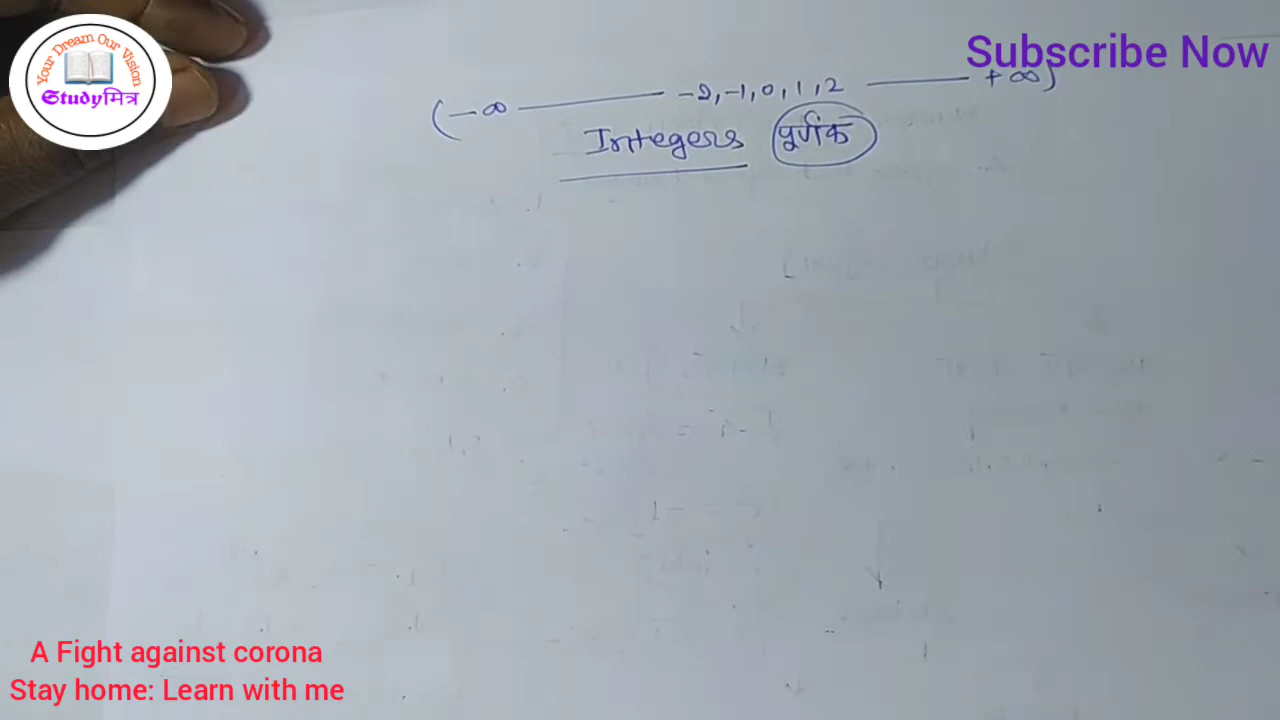 Your Dream Our Vision
Studyमित्र
Subscribe Now
(-∞ ——— -2, -1, 0, 1, 2 ——— +∞)
Integers पूर्णांक
A Fight against corona
Stay home: Learn with me